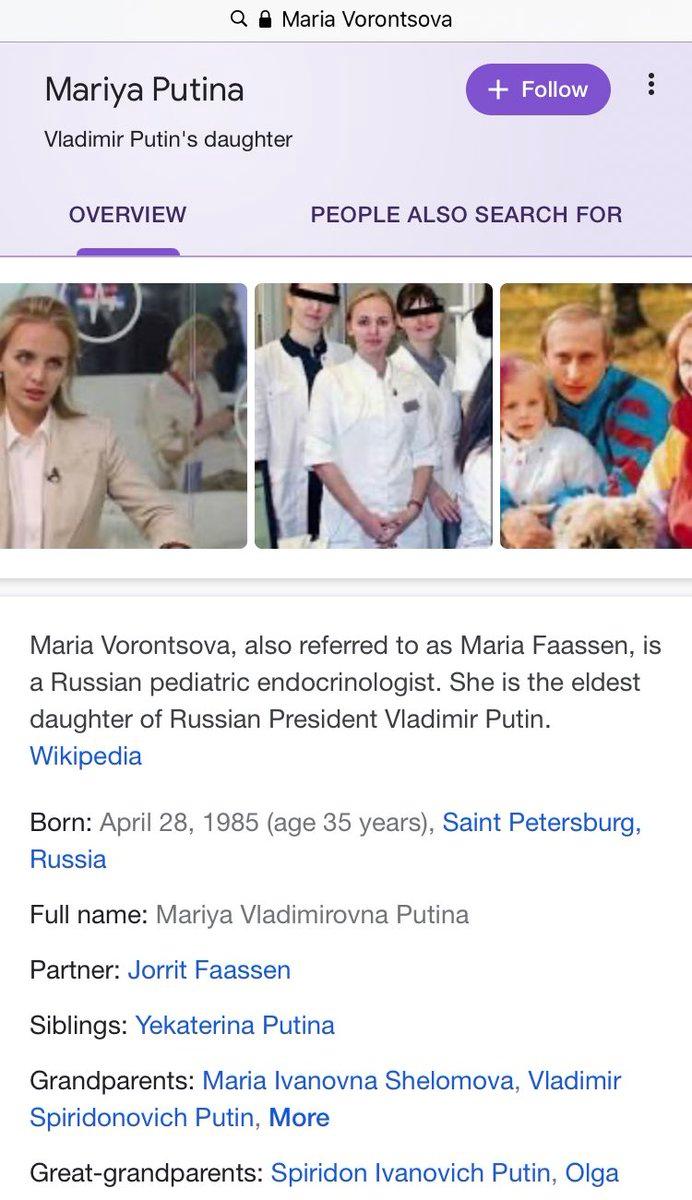 Maria Vorontsova
Mariya Putina
+ Follow
Vladimir Putin's daughter
OVERVIEW
PEOPLE ALSO SEARCH FOR
Maria Vorontsova, also referred to as Maria Faassen, is
a Russian pediatric endocrinologist. She is the eldest
daughter of Russian President Vladimir Putin.
Wikipedia
Born: April 28, 1985 (age 35 years), Saint Petersburg,
Russia
Full name: Mariya Vladimirovna Putina
Partner: Jorrit Faassen
Siblings: Yekaterina Putina
Grandparents: Maria Ivanovna Shelomova, Vladimir
Spiridonovich Putin, More
Great-grandparents: Spiridon Ivanovich Putin, Olga